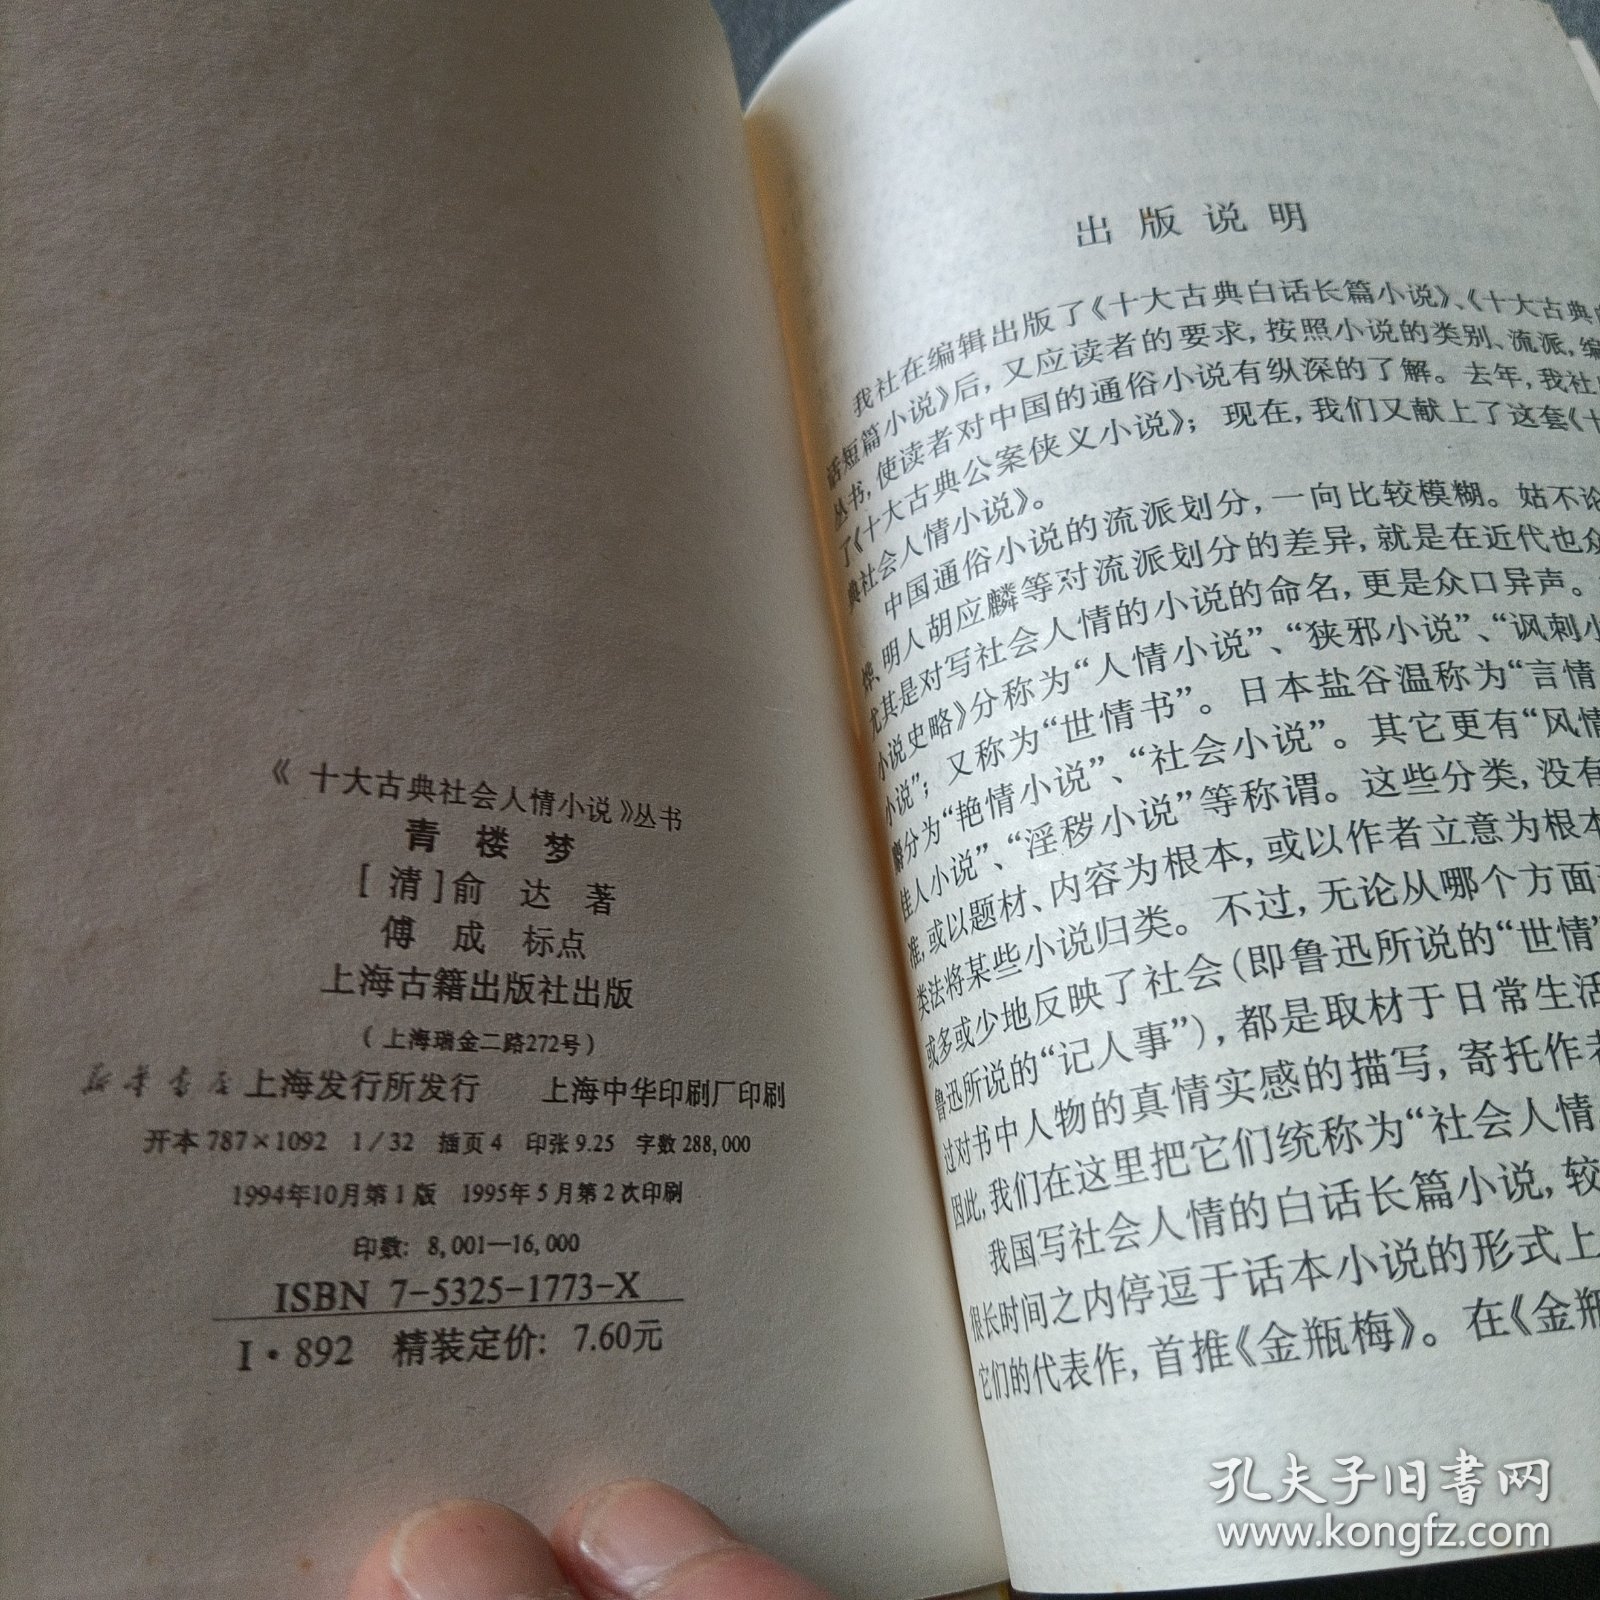 《十大古典社会人情小说》丛书
青楼梦
[清]俞达著
傅成 标点
上海古籍出版社出版
(上海瑞金二路272号)
新华书店上海发行所发行 上海中华印刷厂印刷
开本787×1092 1/32 插页4 印张9.25 字数288,000
1994年10月第1版 1995年5月第2次印刷
印数: 8,001—16,000
ISBN 7-5325-1773-X
I·892 精装定价: 7.60元
出版说明
我社在编辑出版了《十大古典白话长篇小说》、《十大古典
话短篇小说》后,又应读者的要求,按照小说的类别、流派,编
丛书,使读者对中国的通俗小说有纵深的了解。去年,我社
了《十大古典公案侠义小说》;现在,我们又献上了这套《十
典社会人情小说》。
中国通俗小说的流派划分,一向比较模糊。姑不论
明人胡应麟等对流派划分的差异,就是在近代也众
尤其是对写社会人情的小说的命名,更是众口异声。
小说史略》分称为“人情小说”、“狭邪小说”、“讽刺小
小说”;又称为“世情书”。日本盐谷温称为“言情
分为“艳情小说”、“社会小说”。其它更有“风情
佳人小说”、“淫秽小说”等称谓。这些分类,没有
准,或以题材、内容为根本,或以作者立意为根本
类法将某些小说归类。不过,无论从哪个方面
或多或少地反映了社会(即鲁迅所说的“世情”
鲁迅所说的“记人事”),都是取材于日常生活
过对书中人物的真情实感的描写,寄托作者
因此,我们在这里把它们统称为“社会人情
我国写社会人情的白话长篇小说,较
很长时间之内停逗于话本小说的形式上
它们的代表作,首推《金瓶梅》。在《金瓶
孔夫子旧书网
www.kongfz.com